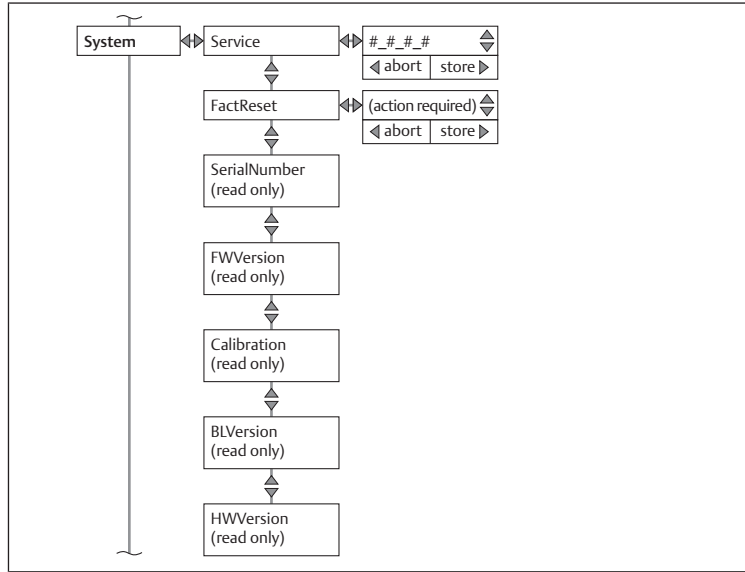 System
Service
#_#_#_#
abort
store
FactReset
(action required)
abort
store
SerialNumber
(read only)
FWVersion
(read only)
Calibration
(read only)
BLVersion
(read only)
HWVersion
(read only)